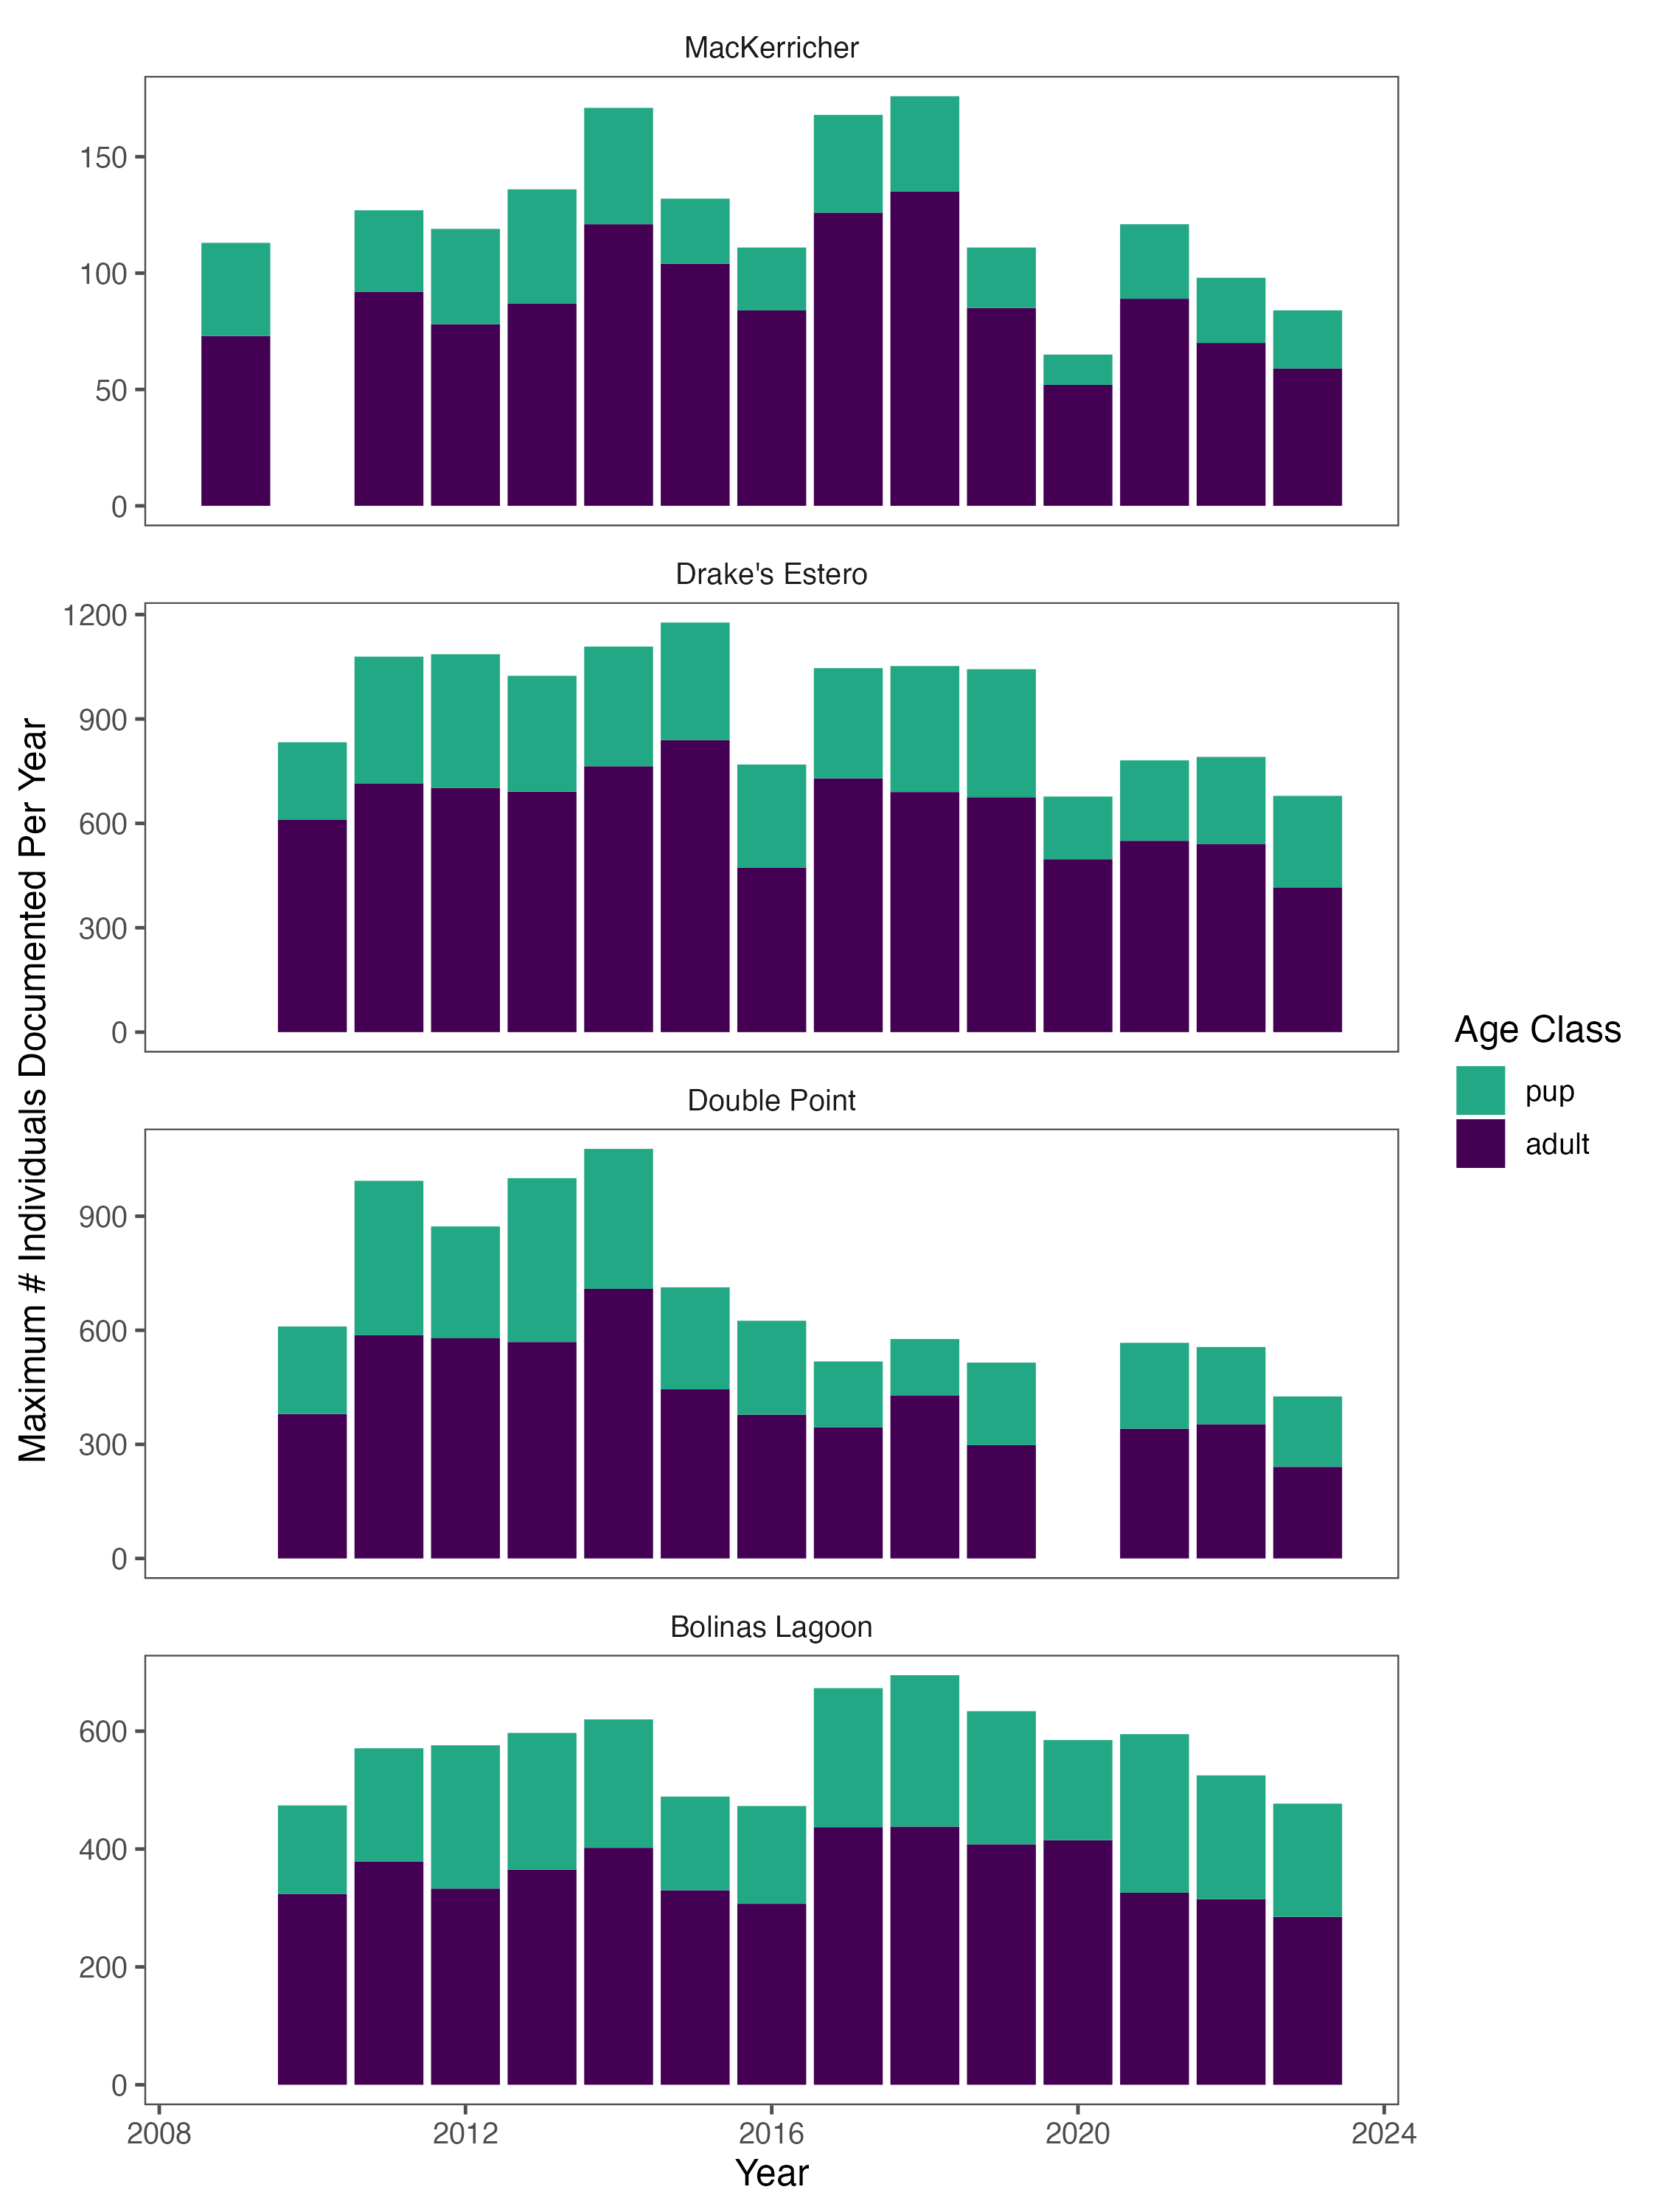 MacKerricher
150
100
50
0
Drake's Estero
1200
900
600
300
0
Double Point
900
600
300
0
Bolinas Lagoon
600
400
200
0
2008 2012 2016 2020 2024
Year
Maximum # Individuals Documented Per Year
Age Class
pup
adult